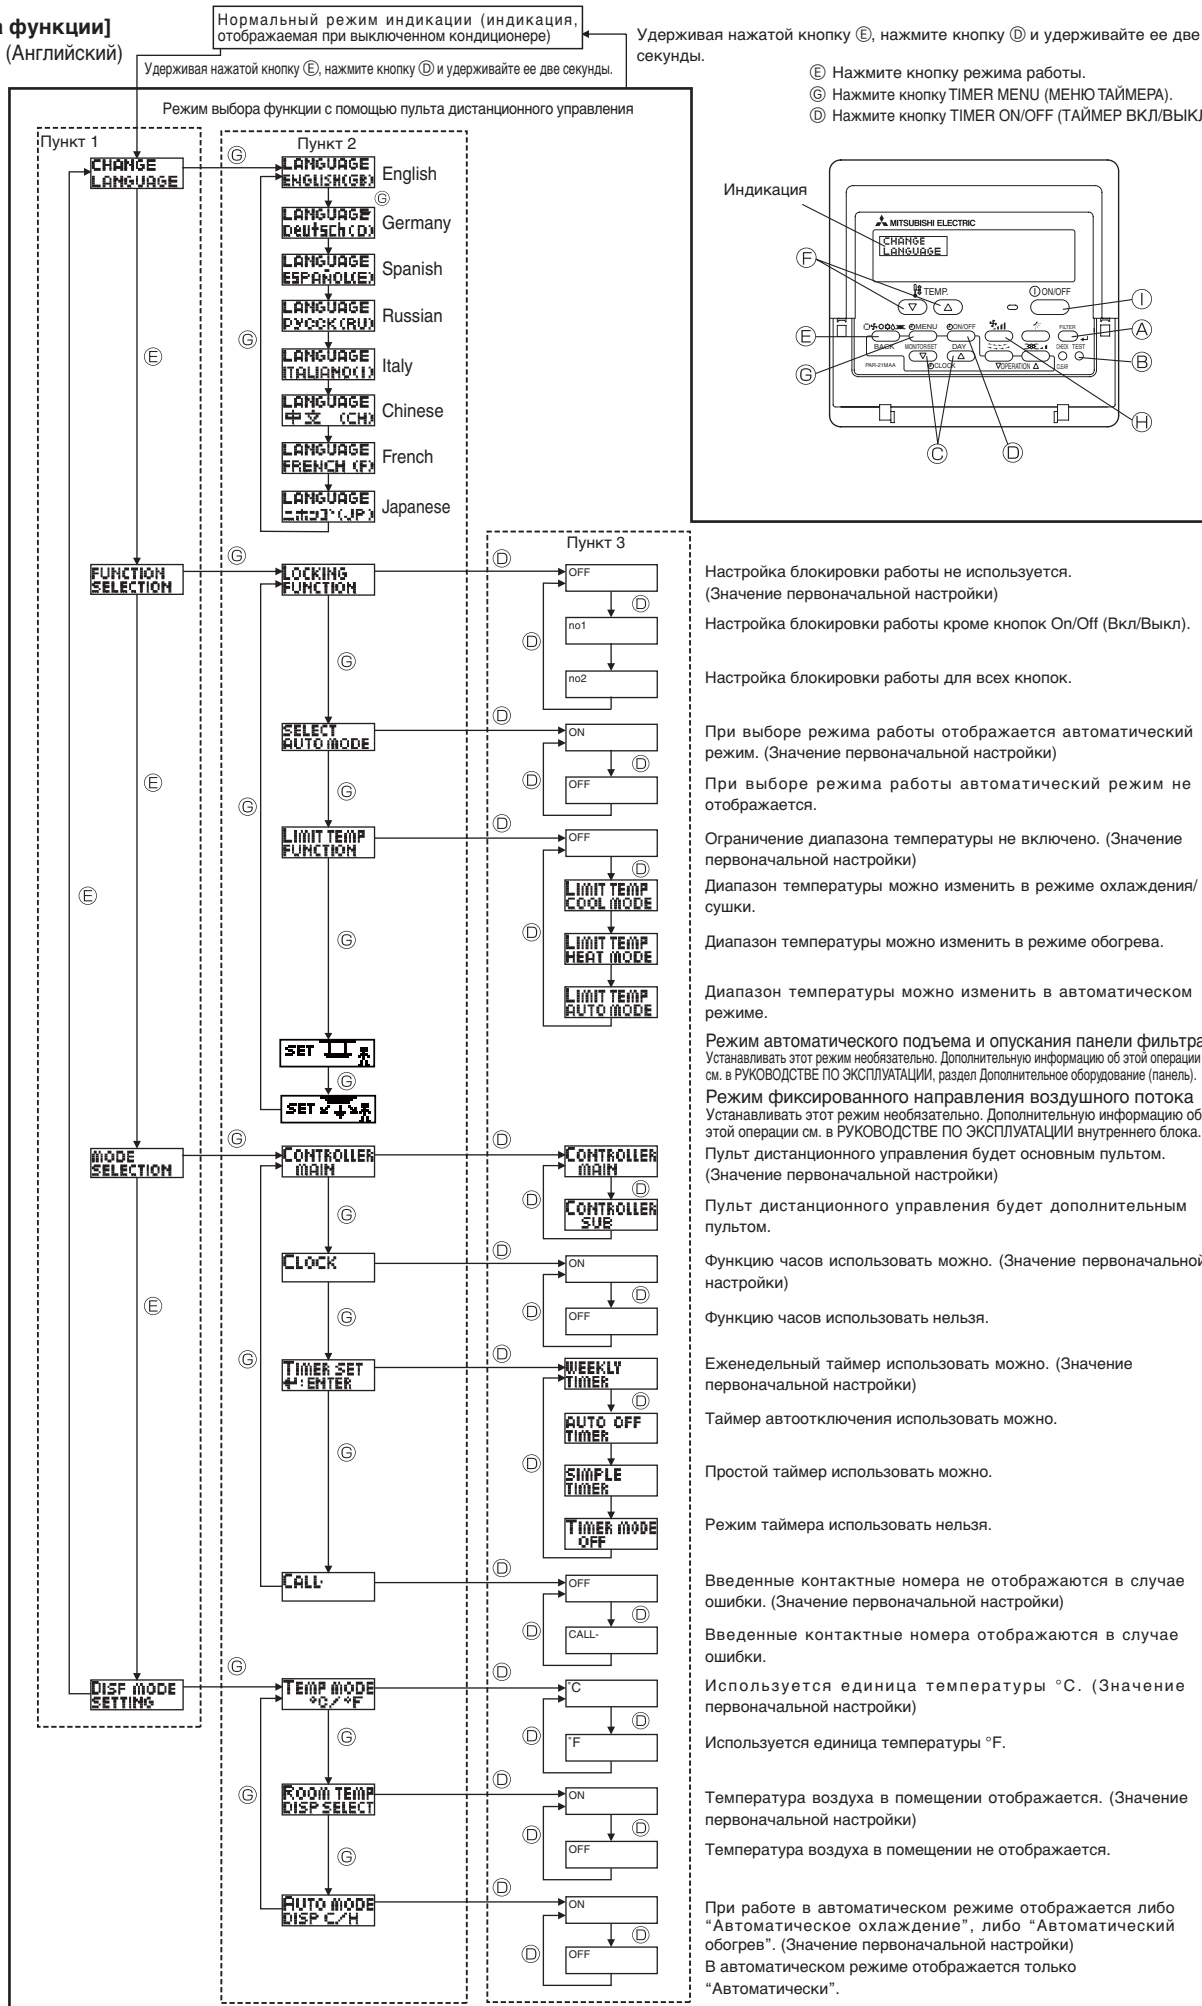 а функции]
(Английский)
Нормальный режим индикации (индикация,
отображаемая при выключенном кондиционере)
Удерживая нажатой кнопку Ⓔ, нажмите кнопку Ⓓ и удерживайте ее две секунды.
Удерживая нажатой кнопку Ⓔ, нажмите кнопку Ⓓ и удерживайте ее две
секунды.
Ⓔ Нажмите кнопку режима работы.
Ⓖ Нажмите кнопку TIMER MENU (МЕНЮ ТАЙМЕРА).
Ⓓ Нажмите кнопку TIMER ON/OFF (ТАЙМЕР ВКЛ/ВЫКЛ
Режим выбора функции с помощью пульта дистанционного управления
Пункт 1
Пункт 2
CHANGE
LANGUAGE
Ⓖ
LANGUAGE
ENGLISH(GB)
English
Ⓖ
LANGUAGE
Deutsch(D)
Germany
LANGUAGE
ESPAÑOL(E)
Spanish
LANGUAGE
РУССК(RU)
Russian
Ⓖ
LANGUAGE
ITALIANO(I)
Italy
Ⓔ
LANGUAGE
中文 (CH)
Chinese
LANGUAGE
FRENCH (F)
French
LANGUAGE
ニホンゴ(JP)
Japanese
Индикация
MITSUBISHI ELECTRIC
CHANGE
LANGUAGE
TEMP.
ON/OFF
MENU
ON/OFF
FILTER
BACK
MONITOR/SET
DAY
CHECK
TEST
PAR-21MAA
CLOCK
OPERATION
CLEAR
Ⓕ
Ⓘ
Ⓔ
Ⓐ
Ⓖ
Ⓑ
Ⓗ
Ⓒ
Ⓓ
Пункт 3
FUNCTION
SELECTION
Ⓖ
LOCKING
FUNCTION
Ⓓ
OFF
Настройка блокировки работы не используется.
(Значение первоначальной настройки)
Ⓓ
Ⓓ
no1
Настройка блокировки работы кроме кнопок On/Off (Вкл/Выкл).
Ⓖ
no2
Настройка блокировки работы для всех кнопок.
SELECT
AUTO MODE
Ⓓ
ON
При выборе режима работы отображается автоматический
режим. (Значение первоначальной настройки)
Ⓓ
Ⓔ
Ⓖ
Ⓖ
Ⓓ
OFF
При выборе режима работы автоматический режим не
отображается.
LIMIT TEMP
FUNCTION
Ⓓ
OFF
Ограничение диапазона температуры не включено. (Значение
первоначальной настройки)
Ⓓ
Ⓔ
LIMIT TEMP
COOL MODE
Диапазон температуры можно изменить в режиме охлаждения/
сушки.
Ⓖ
Ⓓ
LIMIT TEMP
HEAT MODE
Диапазон температуры можно изменить в режиме обогрева.
LIMIT TEMP
AUTO MODE
Диапазон температуры можно изменить в автоматическом
режиме.
SET
Режим автоматического подъема и опускания панели фильтра
Устанавливать этот режим необязательно. Дополнительную информацию об этой операции
см. в РУКОВОДСТВЕ ПО ЭКСПЛУАТАЦИИ, раздел Дополнительное оборудование (панель).
Ⓖ
SET
Режим фиксированного направления воздушного потока
Устанавливать этот режим необязательно. Дополнительную информацию об
этой операции см. в РУКОВОДСТВЕ ПО ЭКСПЛУАТАЦИИ внутреннего блока.
MODE
SELECTION
Ⓖ
CONTROLLER
MAIN
Ⓓ
CONTROLLER
MAIN
Пульт дистанционного управления будет основным пультом.
(Значение первоначальной настройки)
Ⓓ
Ⓖ
Ⓓ
CONTROLLER
SUB
Пульт дистанционного управления будет дополнительным
пультом.
CLOCK
Ⓓ
ON
Функцию часов использовать можно. (Значение первоначальной
настройки)
Ⓓ
Ⓔ
Ⓖ
Ⓓ
OFF
Функцию часов использовать нельзя.
Ⓖ
TIMER SET
↵:ENTER
Ⓓ
WEEKLY
TIMER
Еженедельный таймер использовать можно. (Значение
первоначальной настройки)
Ⓓ
AUTO OFF
TIMER
Таймер автоотключения использовать можно.
Ⓖ
Ⓓ
SIMPLE
TIMER
Простой таймер использовать можно.
TIMER MODE
OFF
Режим таймера использовать нельзя.
CALL-
Ⓓ
OFF
Введенные контактные номера не отображаются в случае
ошибки. (Значение первоначальной настройки)
Ⓓ
Ⓓ
CALL-
Введенные контактные номера отображаются в случае
ошибки.
DISP MODE
SETTING
Ⓖ
TEMP MODE
°C/°F
Ⓓ
°C
Используется единица температуры °C. (Значение
первоначальной настройки)
Ⓓ
Ⓖ
Ⓓ
°F
Используется единица температуры °F.
Ⓖ
ROOM TEMP
DISP SELECT
Ⓓ
ON
Температура воздуха в помещении отображается. (Значение
первоначальной настройки)
Ⓓ
Ⓖ
Ⓓ
OFF
Температура воздуха в помещении не отображается.
AUTO MODE
DISP C/H
Ⓓ
ON
При работе в автоматическом режиме отображается либо
“Автоматическое охлаждение”, либо “Автоматический
обогрев”. (Значение первоначальной настройки)
Ⓓ
Ⓓ
OFF
В автоматическом режиме отображается только
“Автоматически”.